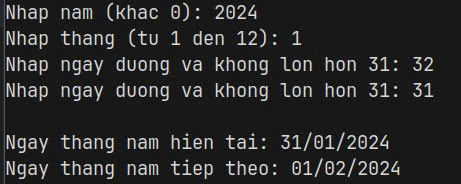 Nhap nam (khac 0): 2024
Nhap thang (tu 1 den 12): 1
Nhap ngay duong va khong lon hon 31: 32
Nhap ngay duong va khong lon hon 31: 31
Ngay thang nam hien tai: 31/01/2024
Ngay thang nam tiep theo: 01/02/2024